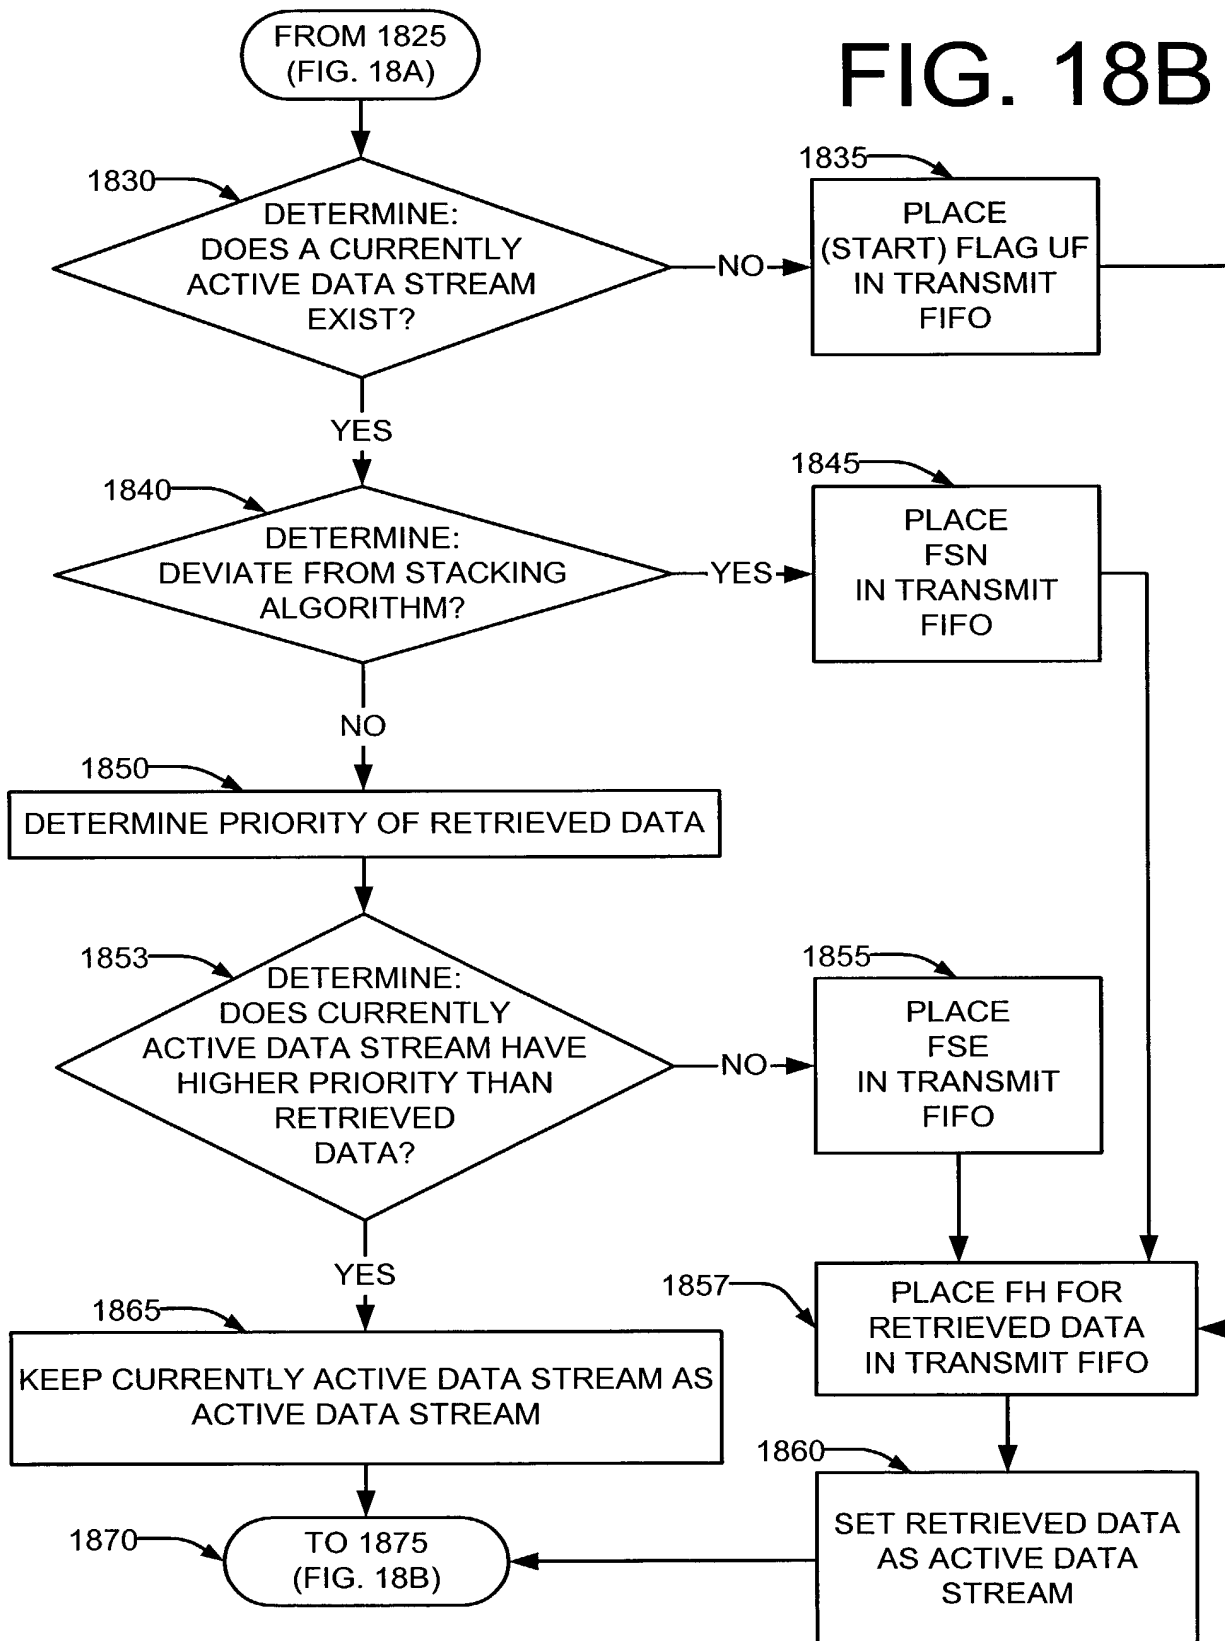 FROM 1825
(FIG. 18A)
FIG. 18B
1830
DETERMINE:
DOES A CURRENTLY
ACTIVE DATA STREAM
EXIST?
NO
1835
PLACE
(START) FLAG UF
IN TRANSMIT
FIFO
YES
1840
DETERMINE:
DEVIATE FROM STACKING
ALGORITHM?
YES
1845
PLACE
FSN
IN TRANSMIT
FIFO
NO
1850
DETERMINE PRIORITY OF RETRIEVED DATA
1853
DETERMINE:
DOES CURRENTLY
ACTIVE DATA STREAM HAVE
HIGHER PRIORITY THAN
RETRIEVED
DATA?
NO
1855
PLACE
FSE
IN TRANSMIT
FIFO
YES
1857
PLACE FH FOR
RETRIEVED DATA
IN TRANSMIT FIFO
1865
KEEP CURRENTLY ACTIVE DATA STREAM AS
ACTIVE DATA STREAM
1860
SET RETRIEVED DATA
AS ACTIVE DATA
STREAM
1870
TO 1875
(FIG. 18B)